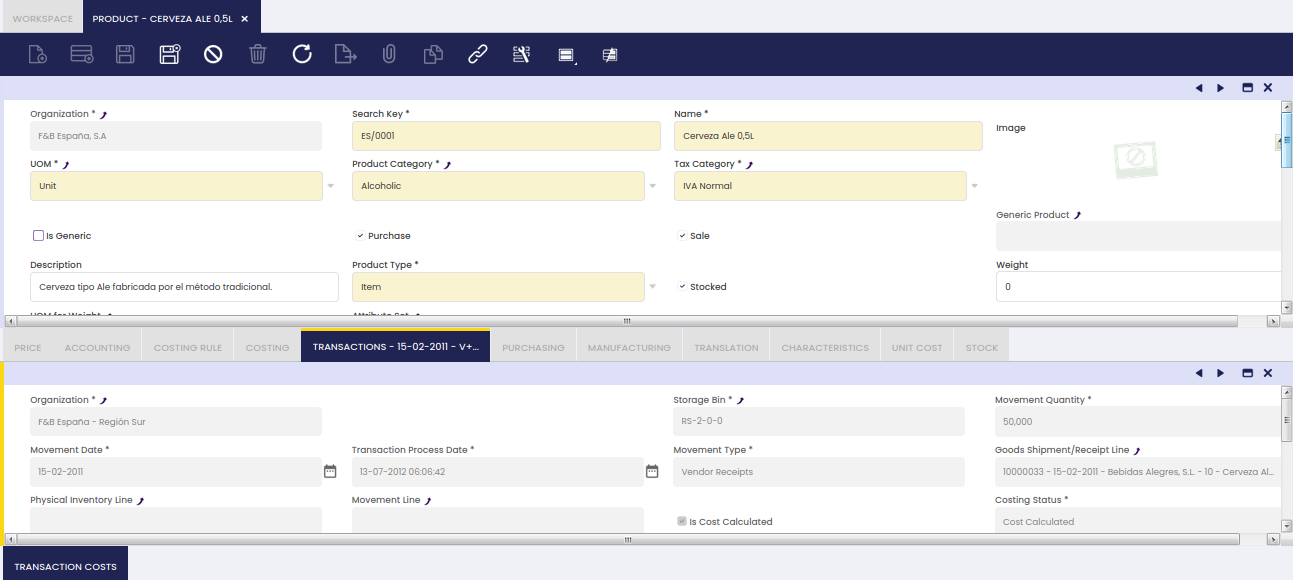 WORKSPACE PRODUCT - CERVEZA ALE 0,5L
Organization * Search Key * Name * Image
F&B España, S.A ES/0001 Cerveza Ale 0,5L
UOM * Product Category * Tax Category *
Unit Alcoholic IVA Normal
Generic Product
Is Generic Purchase Sale
Description Product Type * Weight
Cerveza tipo Ale fabricada por el método tradicional. Item Stocked 0
UOM for Weight Attribute Set
PRICE ACCOUNTING COSTING RULE COSTING TRANSACTIONS - 15-02-2011 - V+... PURCHASING MANUFACTURING TRANSLATION CHARACTERISTICS UNIT COST STOCK
Organization * Storage Bin * Movement Quantity *
F&B España - Región Sur RS-2-0-0 50,000
Movement Date * Transaction Process Date * Movement Type * Goods Shipment/Receipt Line
15-02-2011 13-07-2012 06:06:42 Vendor Receipts 10000033 - 15-02-2011 - Bebidas Alegres, S.L. - 10 - Cerveza Al...
Physical Inventory Line Movement Line Costing Status *
Is Cost Calculated Cost Calculated
TRANSACTION COSTS